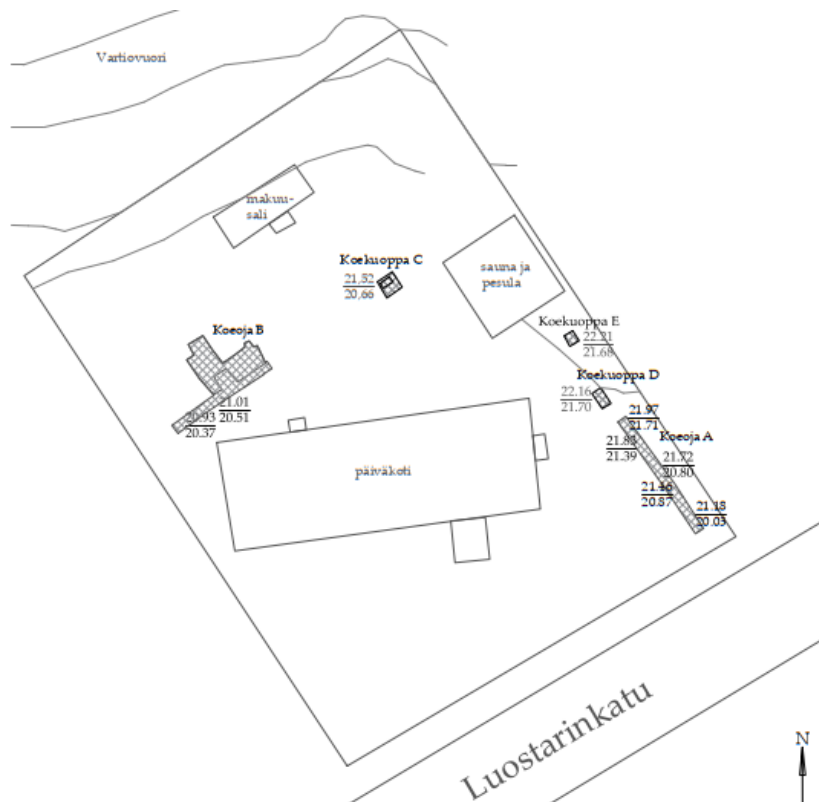 Vartiovuori
makuu-
sali
Koekuoppa C
21,52
20,66
sauna ja
pesula
Koekuoppa E
22.21
21.68
Koeoja B
21.01
20.51
20.93
20.37
Koekuoppa D
22.16
21.70
21.97
21.71
Koeoja A
21.83
21.39
21.72
20.80
21.46
20.87
21.18
20.03
päiväkoti
Luostarinkatu
N